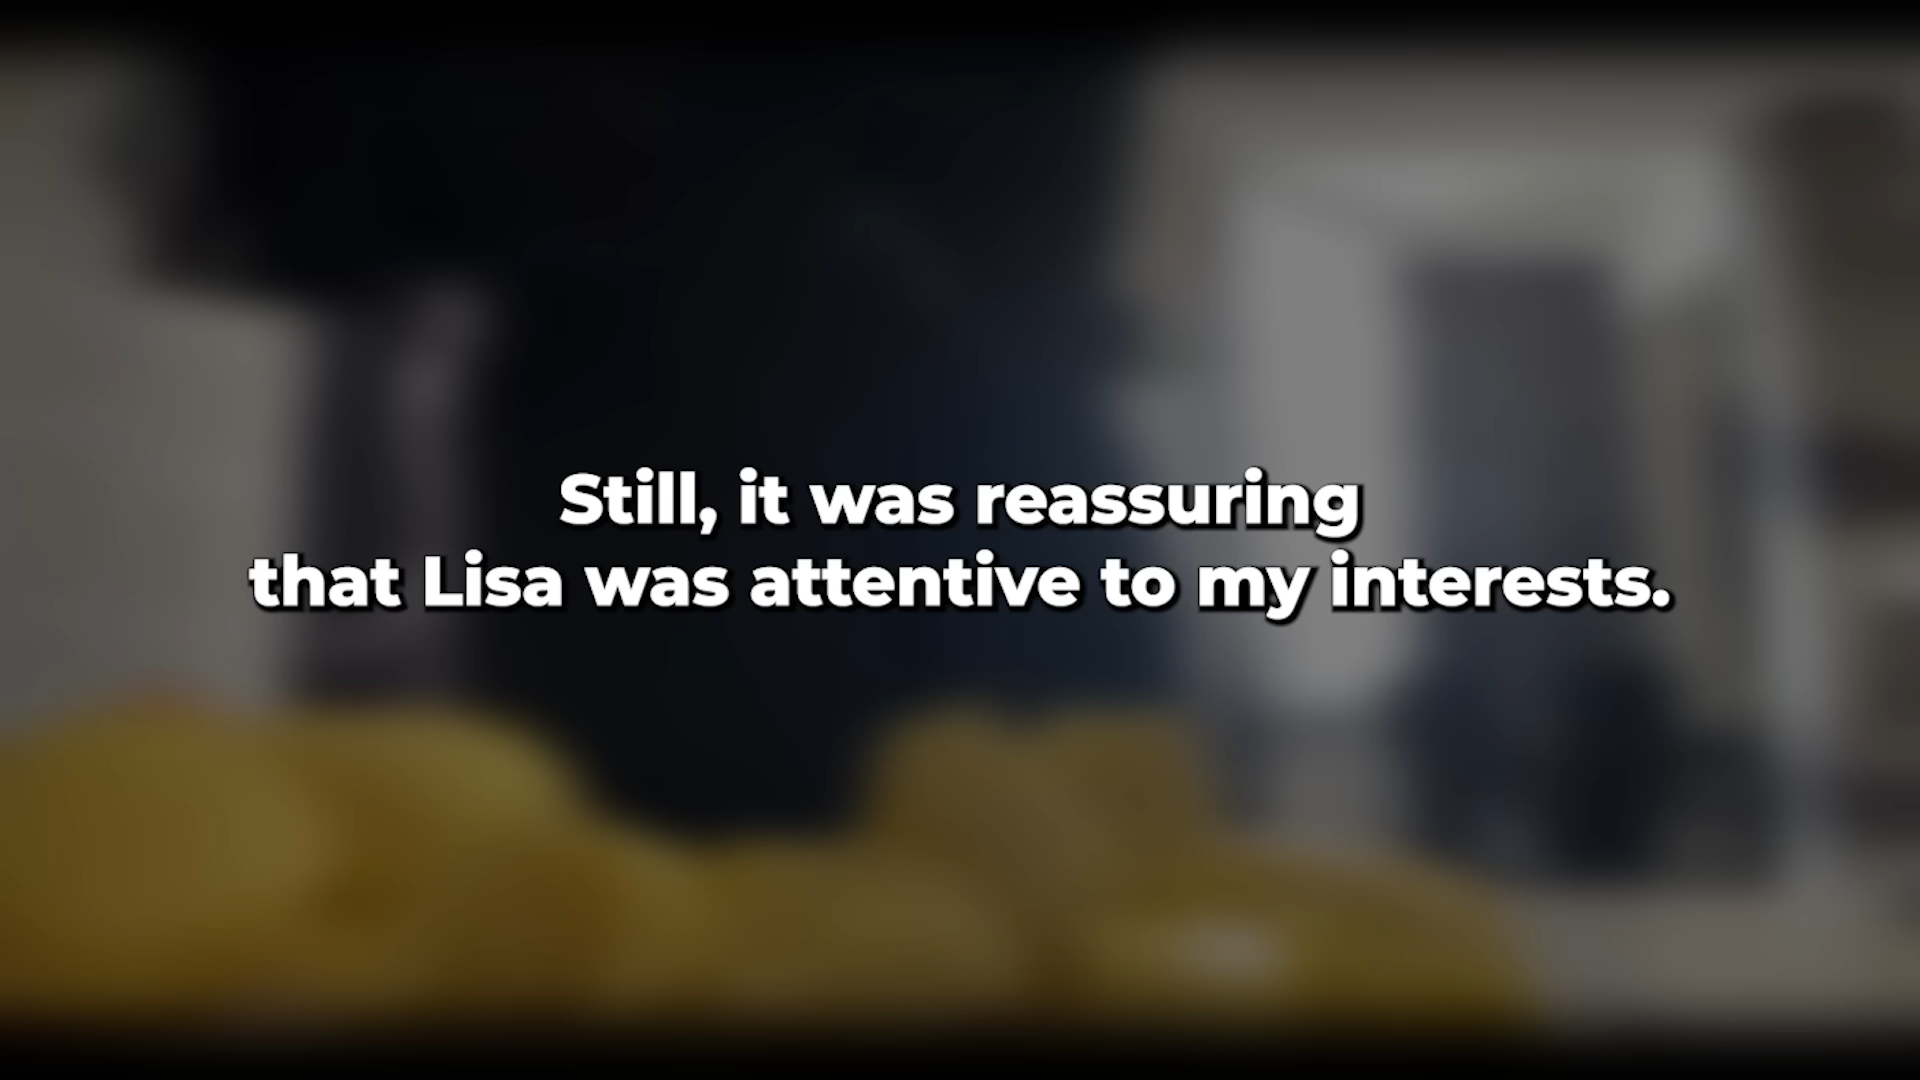 Still, it was reassuring
that Lisa was attentive to my interests.